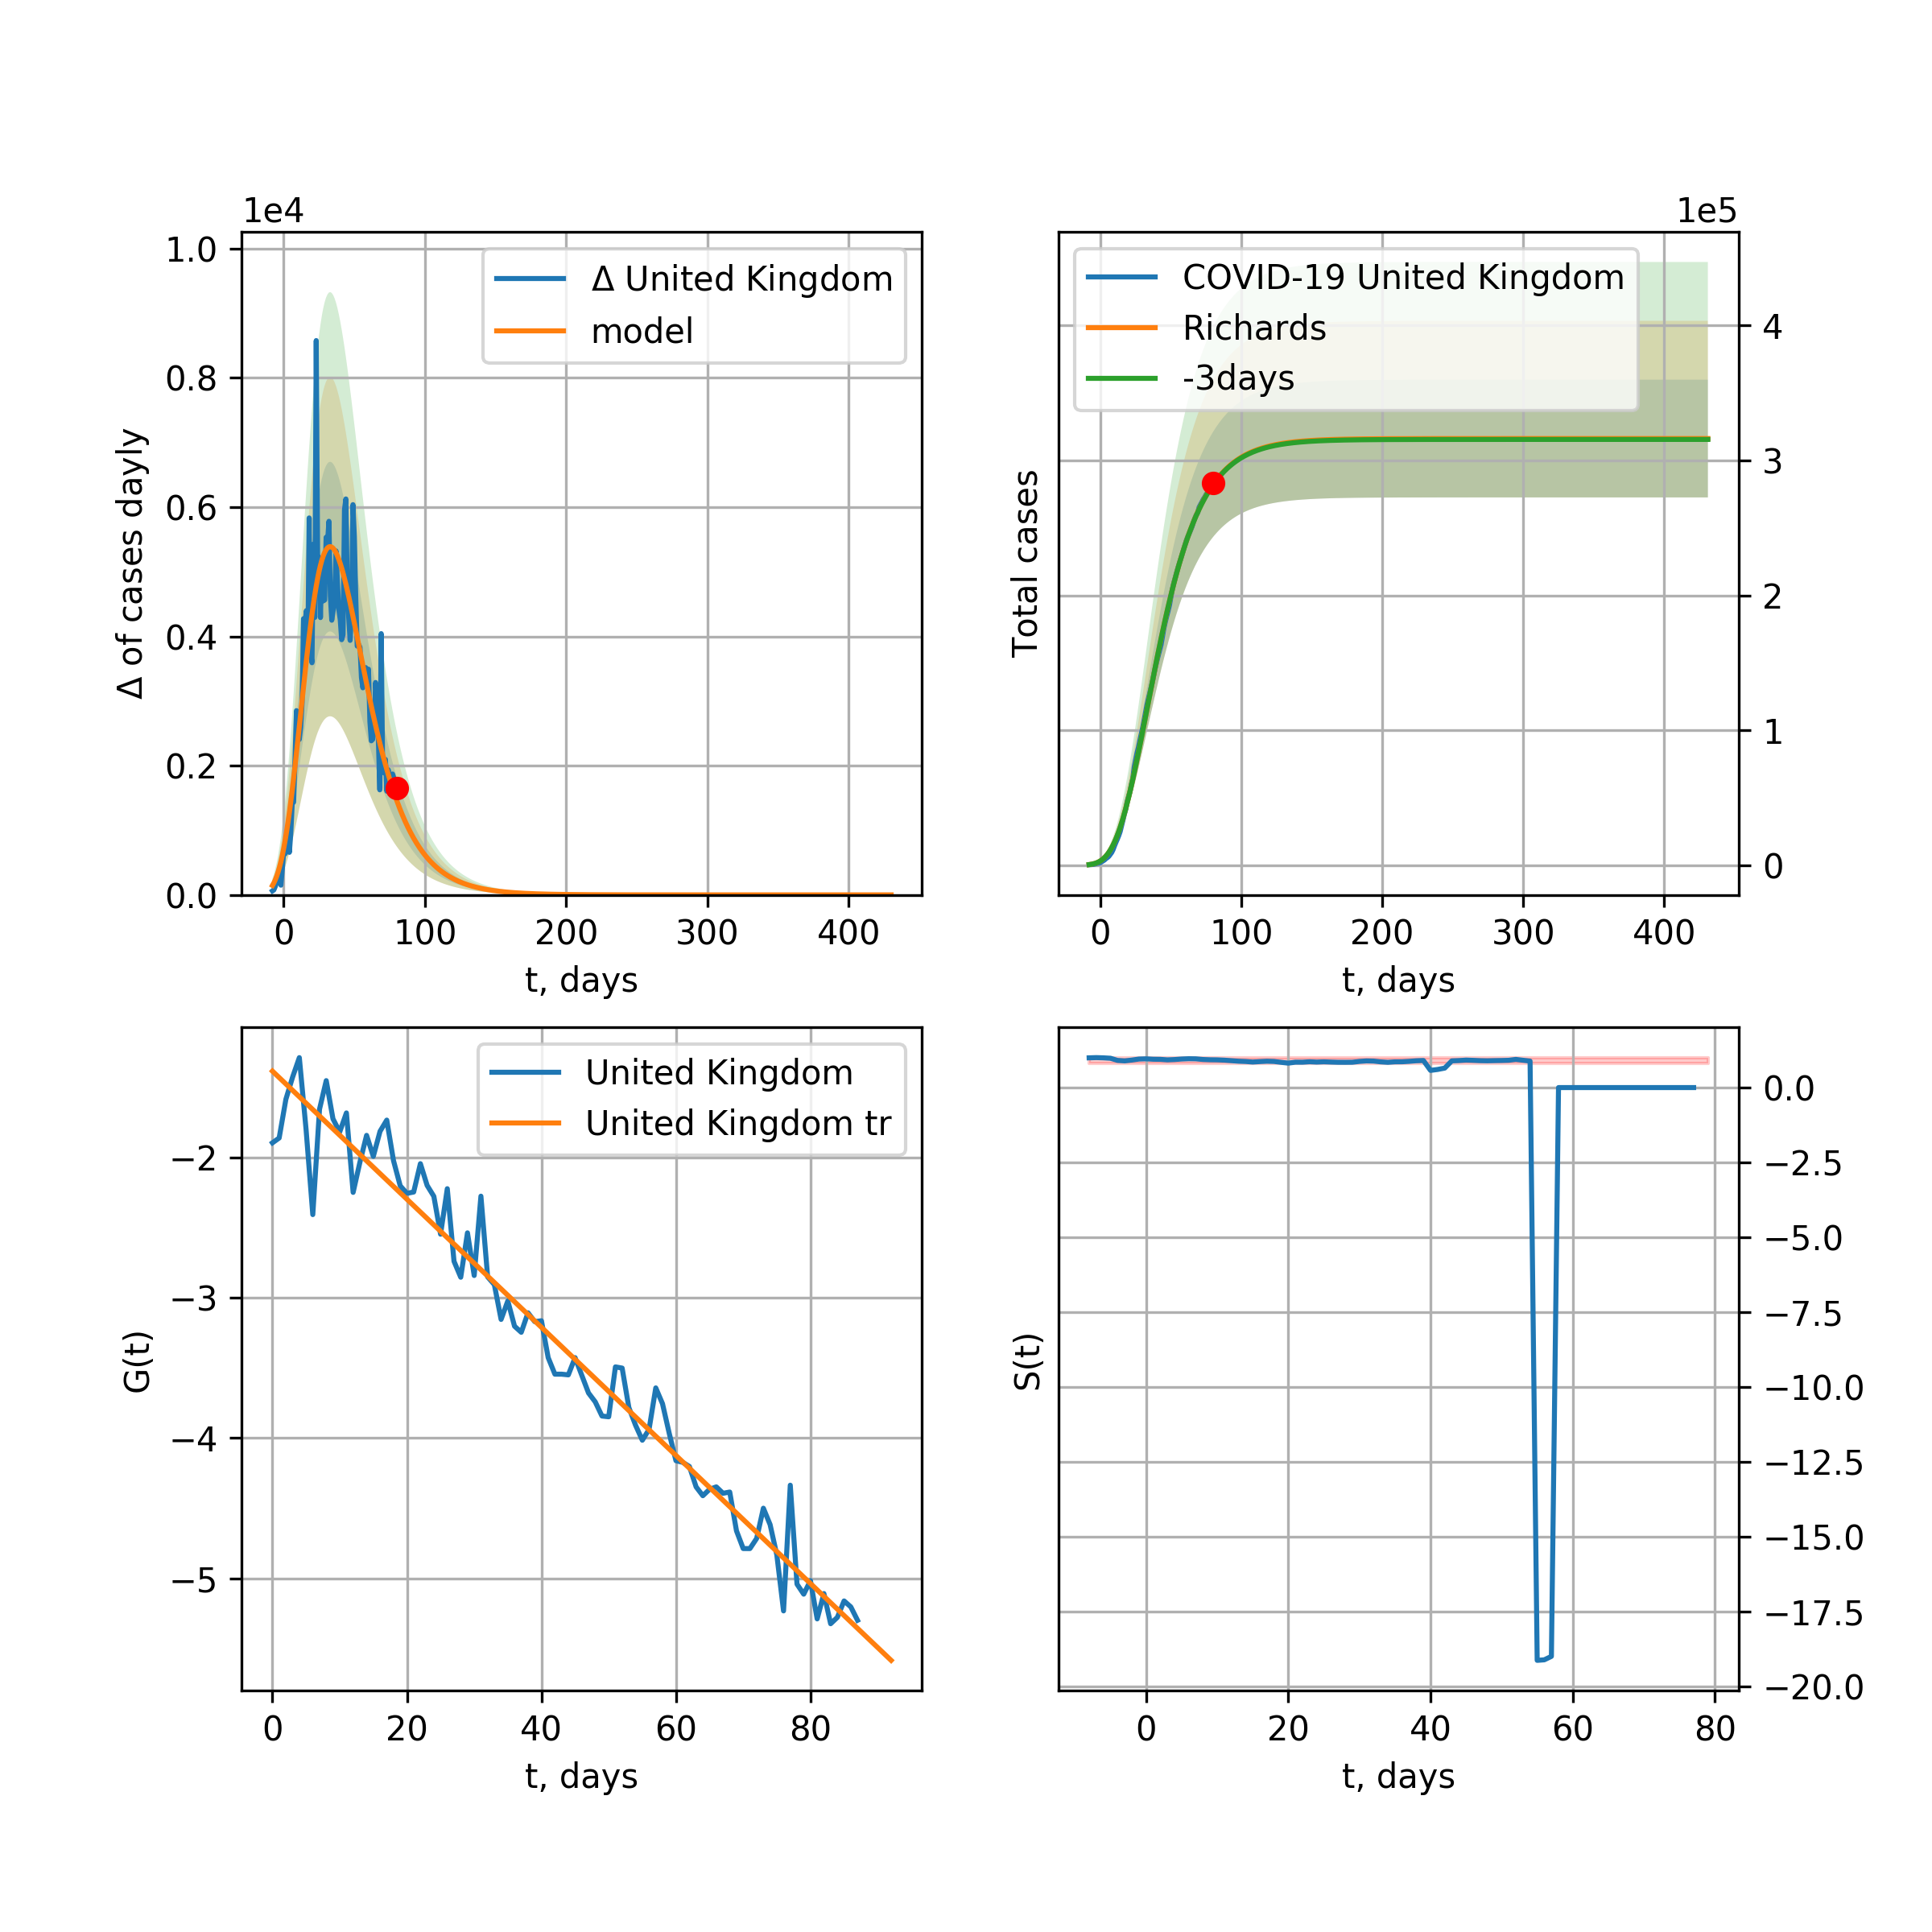 1e4
1.0
0.8
0.6
0.4
0.2
0.0
Δ of cases dayly
Δ United Kingdom
model
0 100 200 300 400
t, days
1e5
COVID-19 United Kingdom
Richards
-3days
Total cases
4
3
2
1
0
0 100 200 300 400
t, days
United Kingdom
United Kingdom tr
G(t)
−2
−3
−4
−5
0 20 40 60 80
t, days
S(t)
0.0
−2.5
−5.0
−7.5
−10.0
−12.5
−15.0
−17.5
−20.0
0 20 40 60 80
t, days